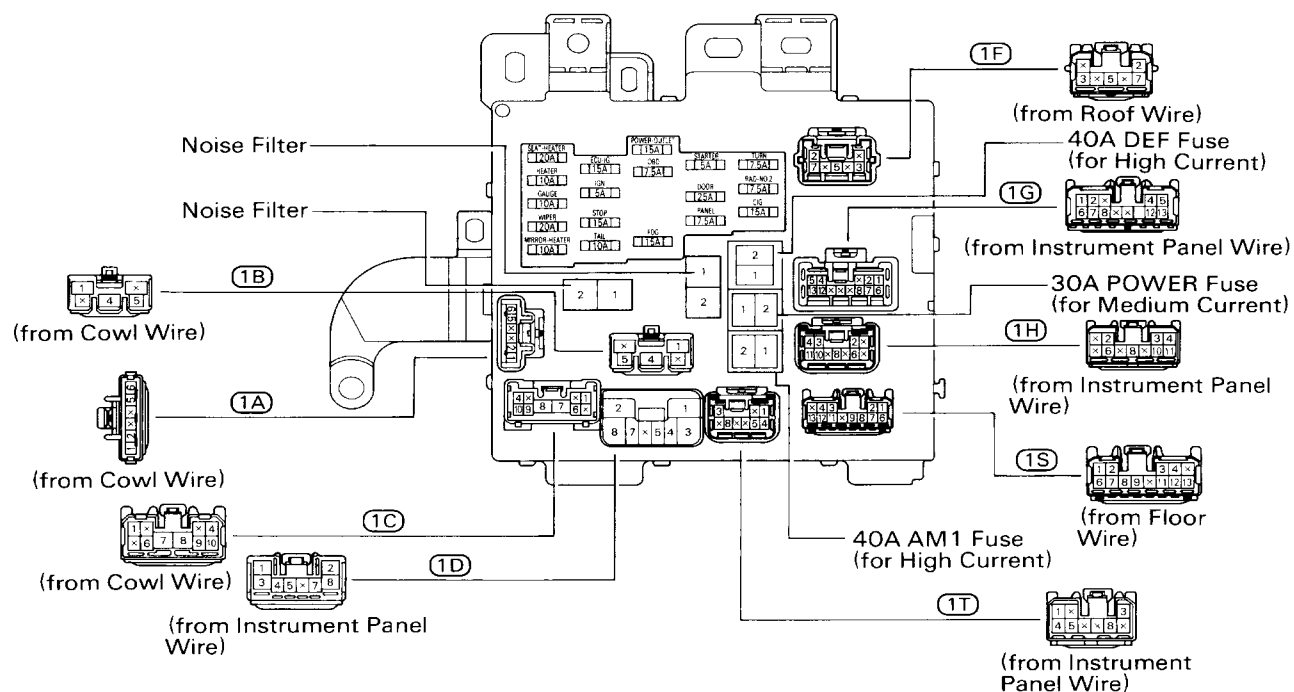 1F
(from Roof Wire)
40A DEF Fuse
(for High Current)
1G
(from Instrument Panel Wire)
30A POWER Fuse
(for Medium Current)
1H
(from Instrument Panel
Wire)
1S
(from Floor
Wire)
40A AM1 Fuse
(for High Current)
1T
(from Instrument
Panel Wire)
Noise Filter
Noise Filter
1B
(from Cowl Wire)
1A
(from Cowl Wire)
1C
(from Cowl Wire)
1D
(from Instrument Panel
Wire)
SEAT-HEATER
20A
HEATER
10A
GAUGE
10A
WIPER
20A
MIRROR-HEATER
10A
ECU-IG
15A
IGN
5A
STOP
15A
TAIL
10A
POWER-OUTLET
15A
OBD
7.5A
FOG
15A
STARTER
5A
DOOR
25A
PANEL
7.5A
TURN
7.5A
RAD-NO.2
7.5A
CIG
15A